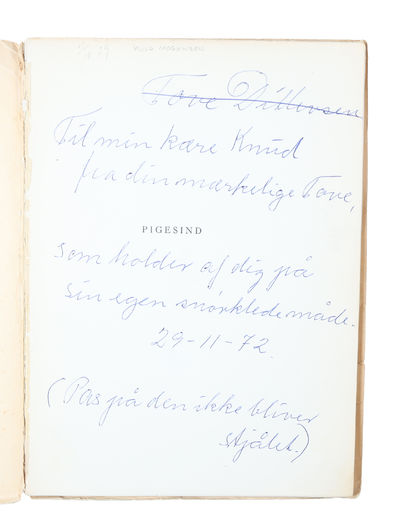 Tove Ditlevsen
Til min kære Knud
fra din mærkelige Tove,
PIGESIND
som holder af dig på
sin egen snørklede måde.
29-11-72.
(Pas på den ikke bliver
stjålet.)